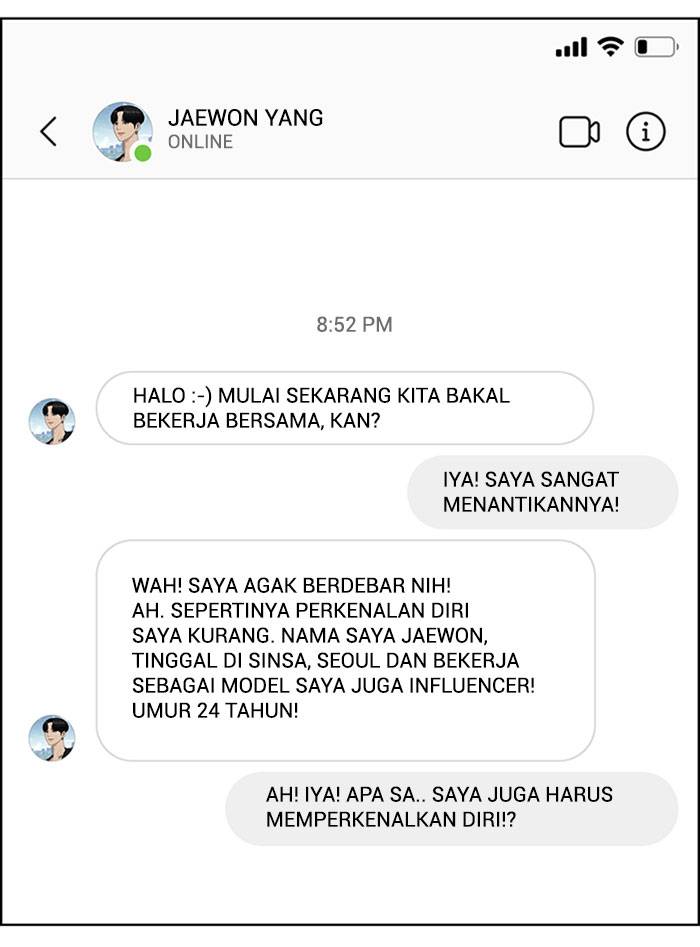 JAEWON YANG
ONLINE
8:52 PM
HALO :-) MULAI SEKARANG KITA BAKAL
BEKERJA BERSAMA, KAN?
IYA! SAYA SANGAT
MENANTIKANNYA!
WAH! SAYA AGAK BERDEBAR NIH!
AH. SEPERTINYA PERKENALAN DIRI
SAYA KURANG. NAMA SAYA JAEWON,
TINGGAL DI SINSA, SEOUL DAN BEKERJA
SEBAGAI MODEL SAYA JUGA INFLUENCER!
UMUR 24 TAHUN!
AH! IYA! APA SA.. SAYA JUGA HARUS
MEMPERKENALKAN DIRI!?